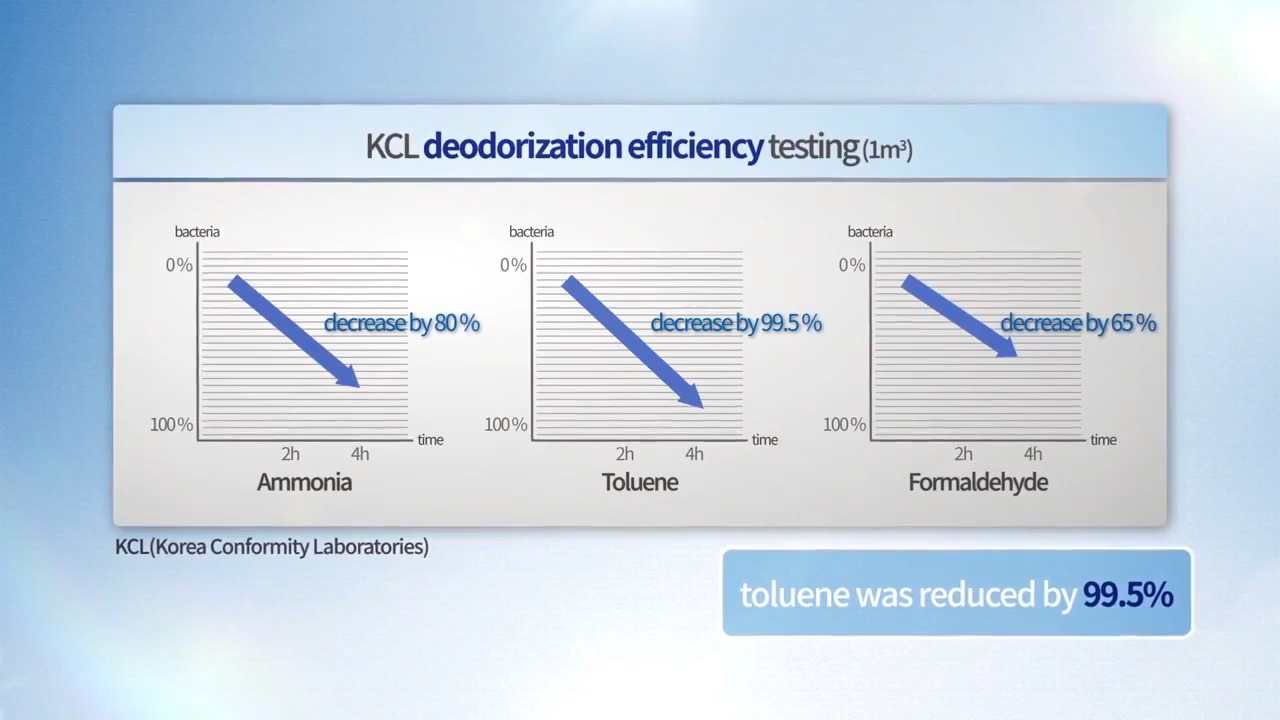 KCL deodorization efficiency testing (1m³)
bacteria
0%
decrease by 80%
100%
time
2h 4h
Ammonia
bacteria
0%
decrease by 99.5%
100%
time
2h 4h
Toluene
bacteria
0%
decrease by 65%
100%
time
2h 4h
Formaldehyde
KCL(Korea Conformity Laboratories)
toluene was reduced by 99.5%